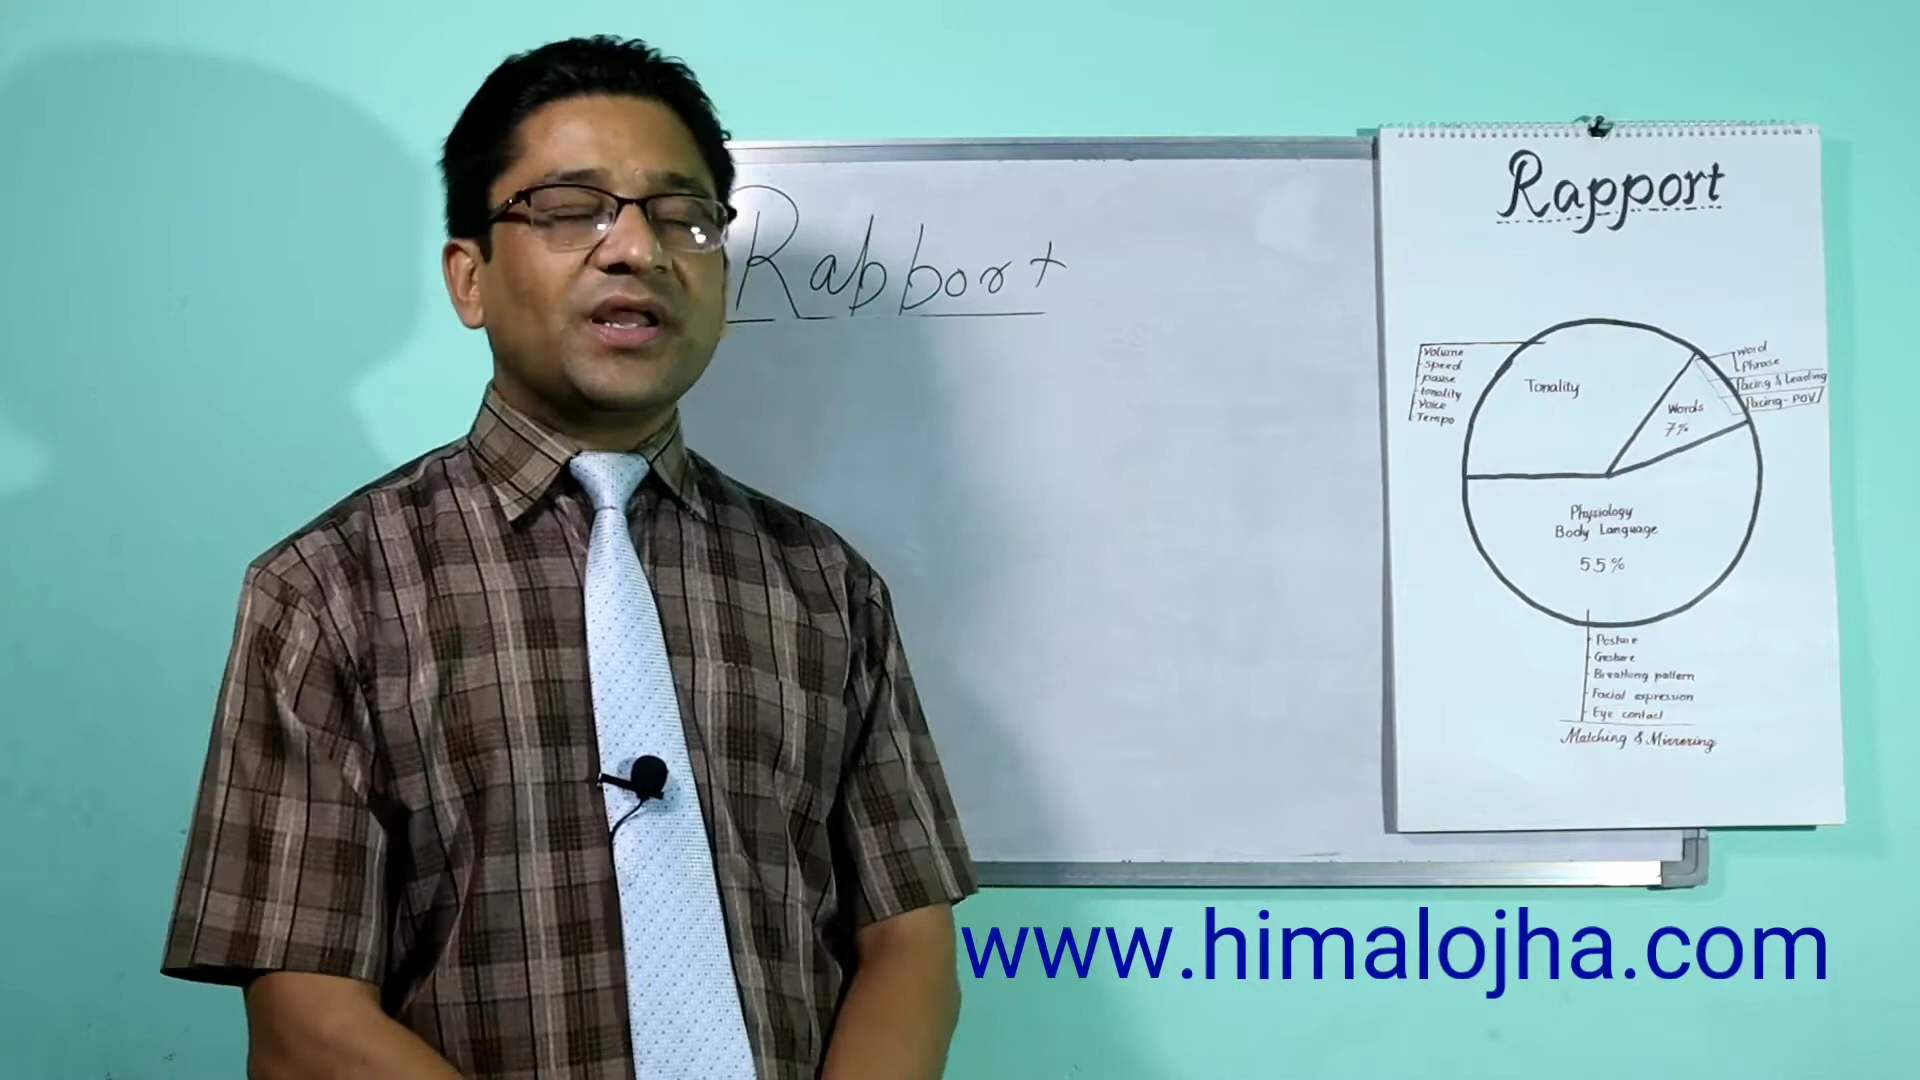 Rapport
Rapport
Volume
Speed
pause
tonality
Voice
Tempo
Tonality
Word
Phrase
Pacing & Leading
Pacing - POV
Words
7%
Physiology
Body Language
55%
Posture
Gesture
Breathing pattern
Facial expression
Eye contact
Matching & Mirroring
www.himalojha.com